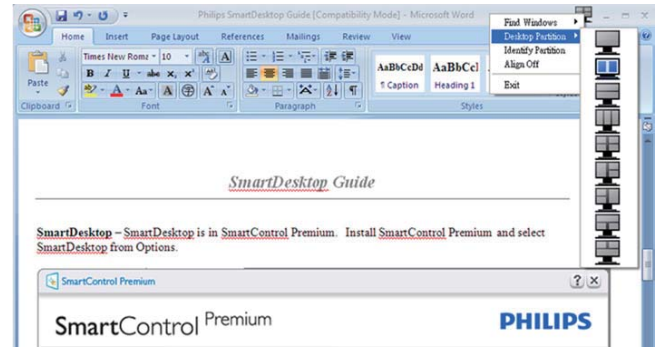 Philips SmartDesktop Guide [Compatibility Mode] - Microsoft Word
Home Insert Page Layout References Mailings Review View
Find Windows
Desktop Partition
Identify Partition
Align Off
Exit
Times New Roma 10
Paste
B I U abc x, x²
AaBbCcDd AaBbCcl
¶ Caption Heading 1
Clipboard Font Paragraph Styles
SmartDesktop Guide
SmartDesktop – SmartDesktop is in SmartControl Premium. Install SmartControl Premium and select
SmartDesktop from Options.
SmartControl Premium
SmartControl Premium
PHILIPS